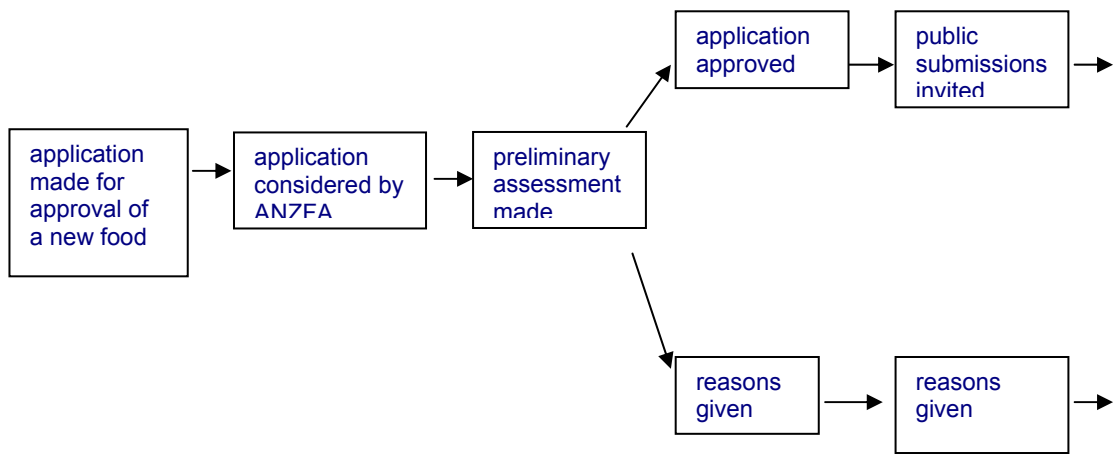 application
made for
approval of
a new food
application
considered by
ANZFA
preliminary
assessment
made
application
approved
public
submissions
invited
reasons
given
reasons
given